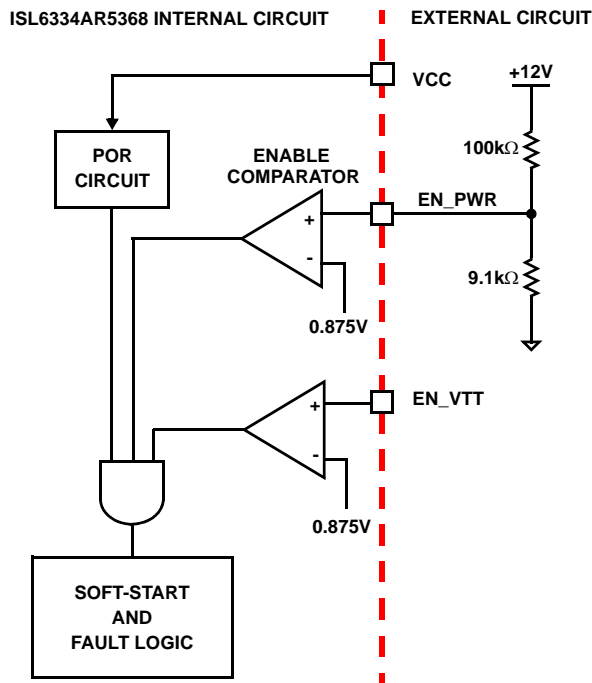 ISL6334AR5368 INTERNAL CIRCUIT
EXTERNAL CIRCUIT
VCC
+12V
POR
CIRCUIT
ENABLE
COMPARATOR
100kΩ
EN_PWR
+
-
9.1kΩ
0.875V
EN_VTT
+
-
0.875V
SOFT-START
AND
FAULT LOGIC